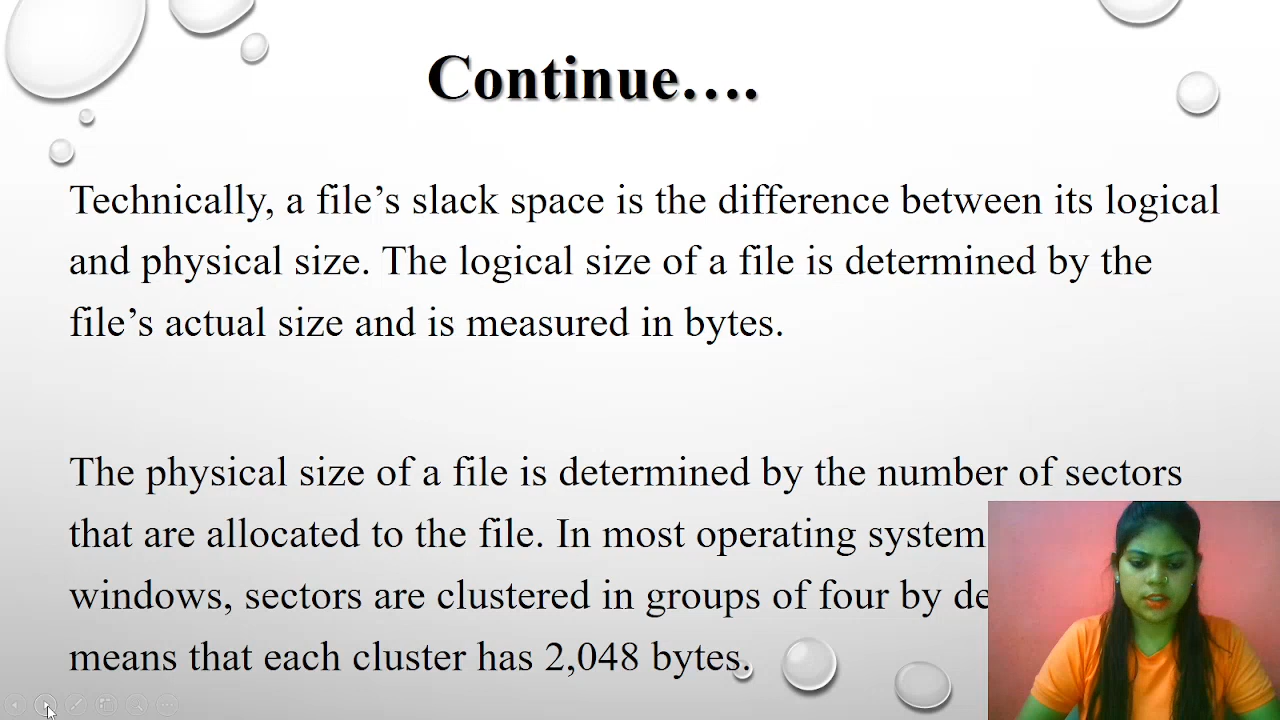 Continue….
Technically, a file’s slack space is the difference between its logical
and physical size. The logical size of a file is determined by the
file’s actual size and is measured in bytes.
The physical size of a file is determined by the number of sectors
that are allocated to the file. In most operating system
windows, sectors are clustered in groups of four by de
means that each cluster has 2,048 bytes.